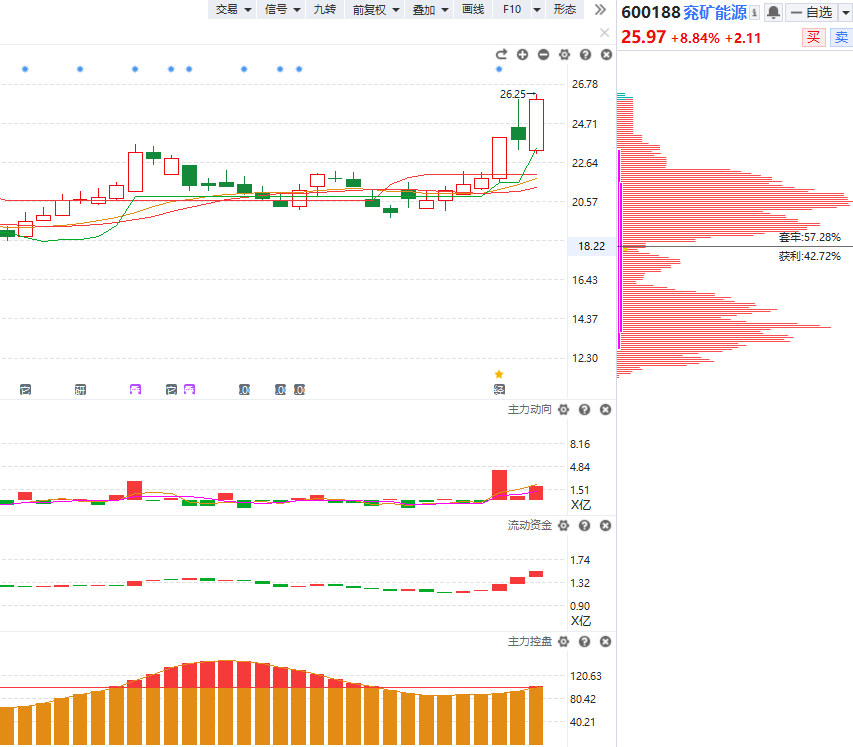 交易 信号 九转 前复权 叠加 画线 F10 形态
600188 兖矿能源 自选
25.97 +8.84% +2.11 买 卖
26.25
26.78
24.71
22.64
20.57
18.22
16.43
14.37
12.30
套牢:57.28%
获利:42.72%
研
主力动向
8.16
4.84
1.51
X亿
流动资金
1.74
1.32
0.90
X亿
主力控盘
120.63
80.42
40.21